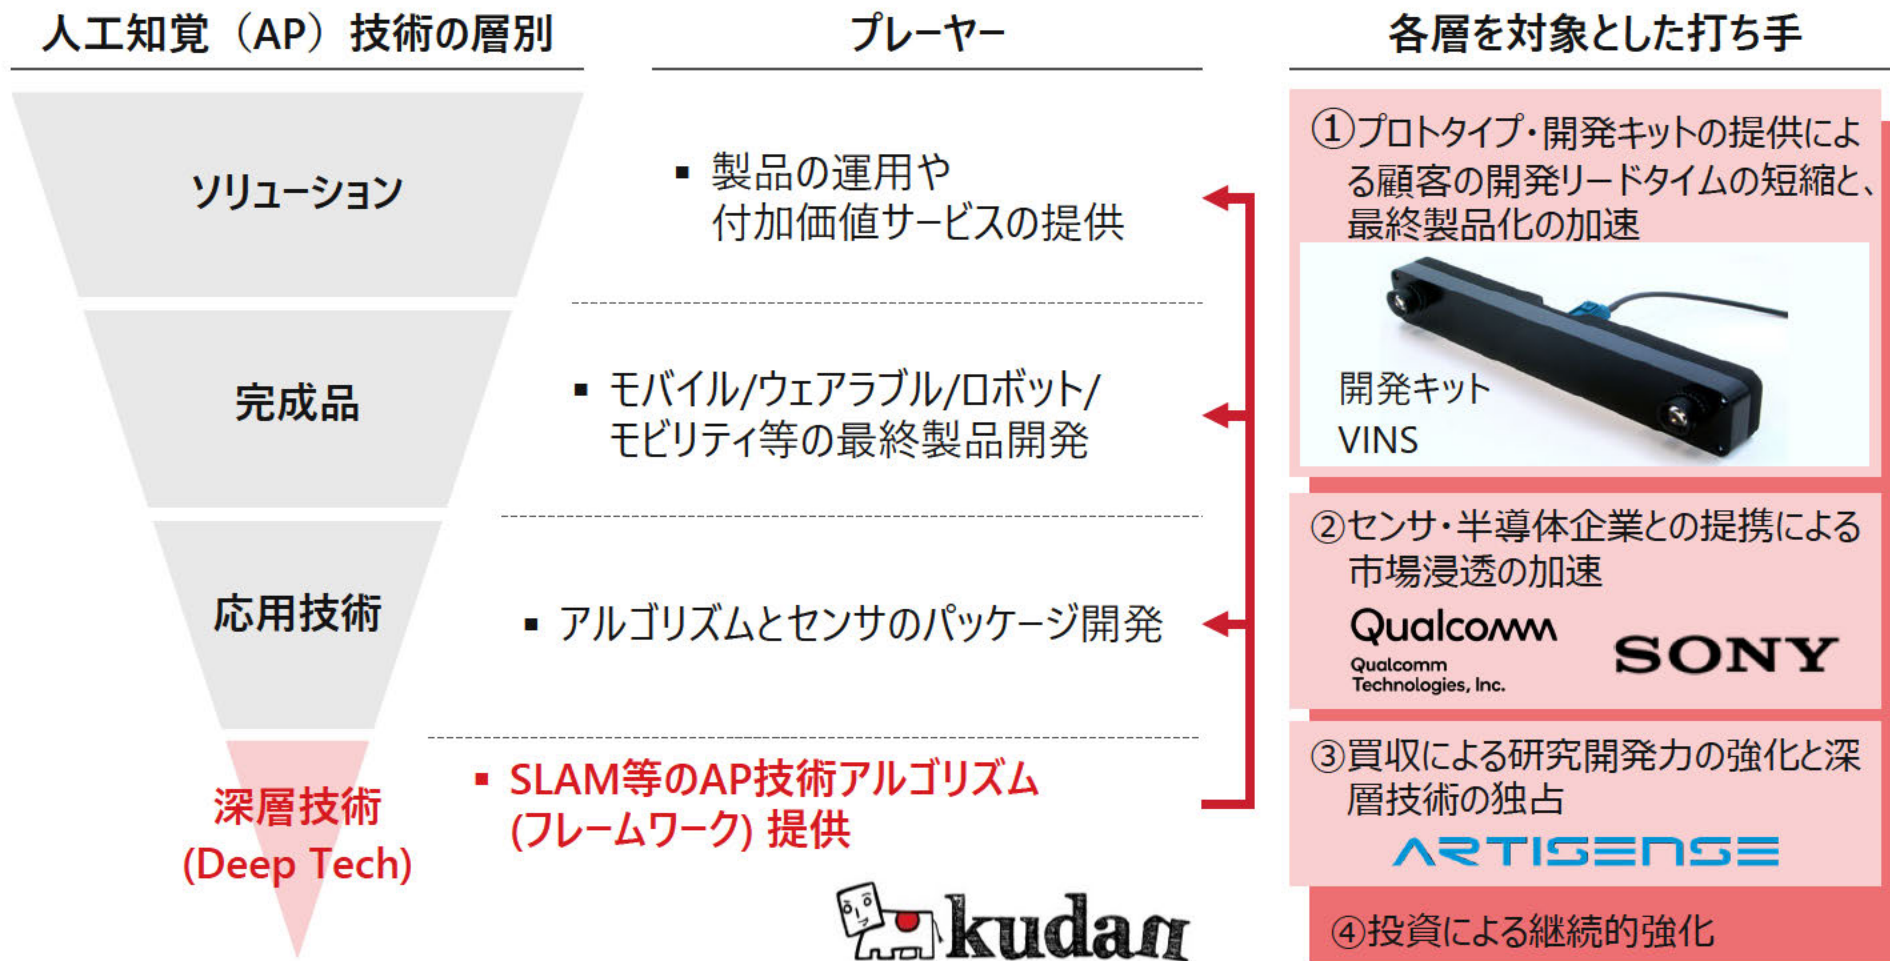 人工知覚（AP）技術の層別
プレーヤー
各層を対象とした打ち手
ソリューション
▪ 製品の運用や
付加価値サービスの提供
①プロトタイプ・開発キットの提供によ
る顧客の開発リードタイムの短縮と、
最終製品化の加速
開発キット
VINS
完成品
▪ モバイル/ウェアラブル/ロボット/
モビリティ等の最終製品開発
応用技術
▪ アルゴリズムとセンサのパッケージ開発
②センサ・半導体企業との提携による
市場浸透の加速
Qualcomm
Qualcomm
Technologies, Inc.
SONY
深層技術
(Deep Tech)
▪ SLAM等のAP技術アルゴリズム
(フレームワーク) 提供
kudan
③買収による研究開発力の強化と深
層技術の独占
ARTISENSE
④投資による継続的強化